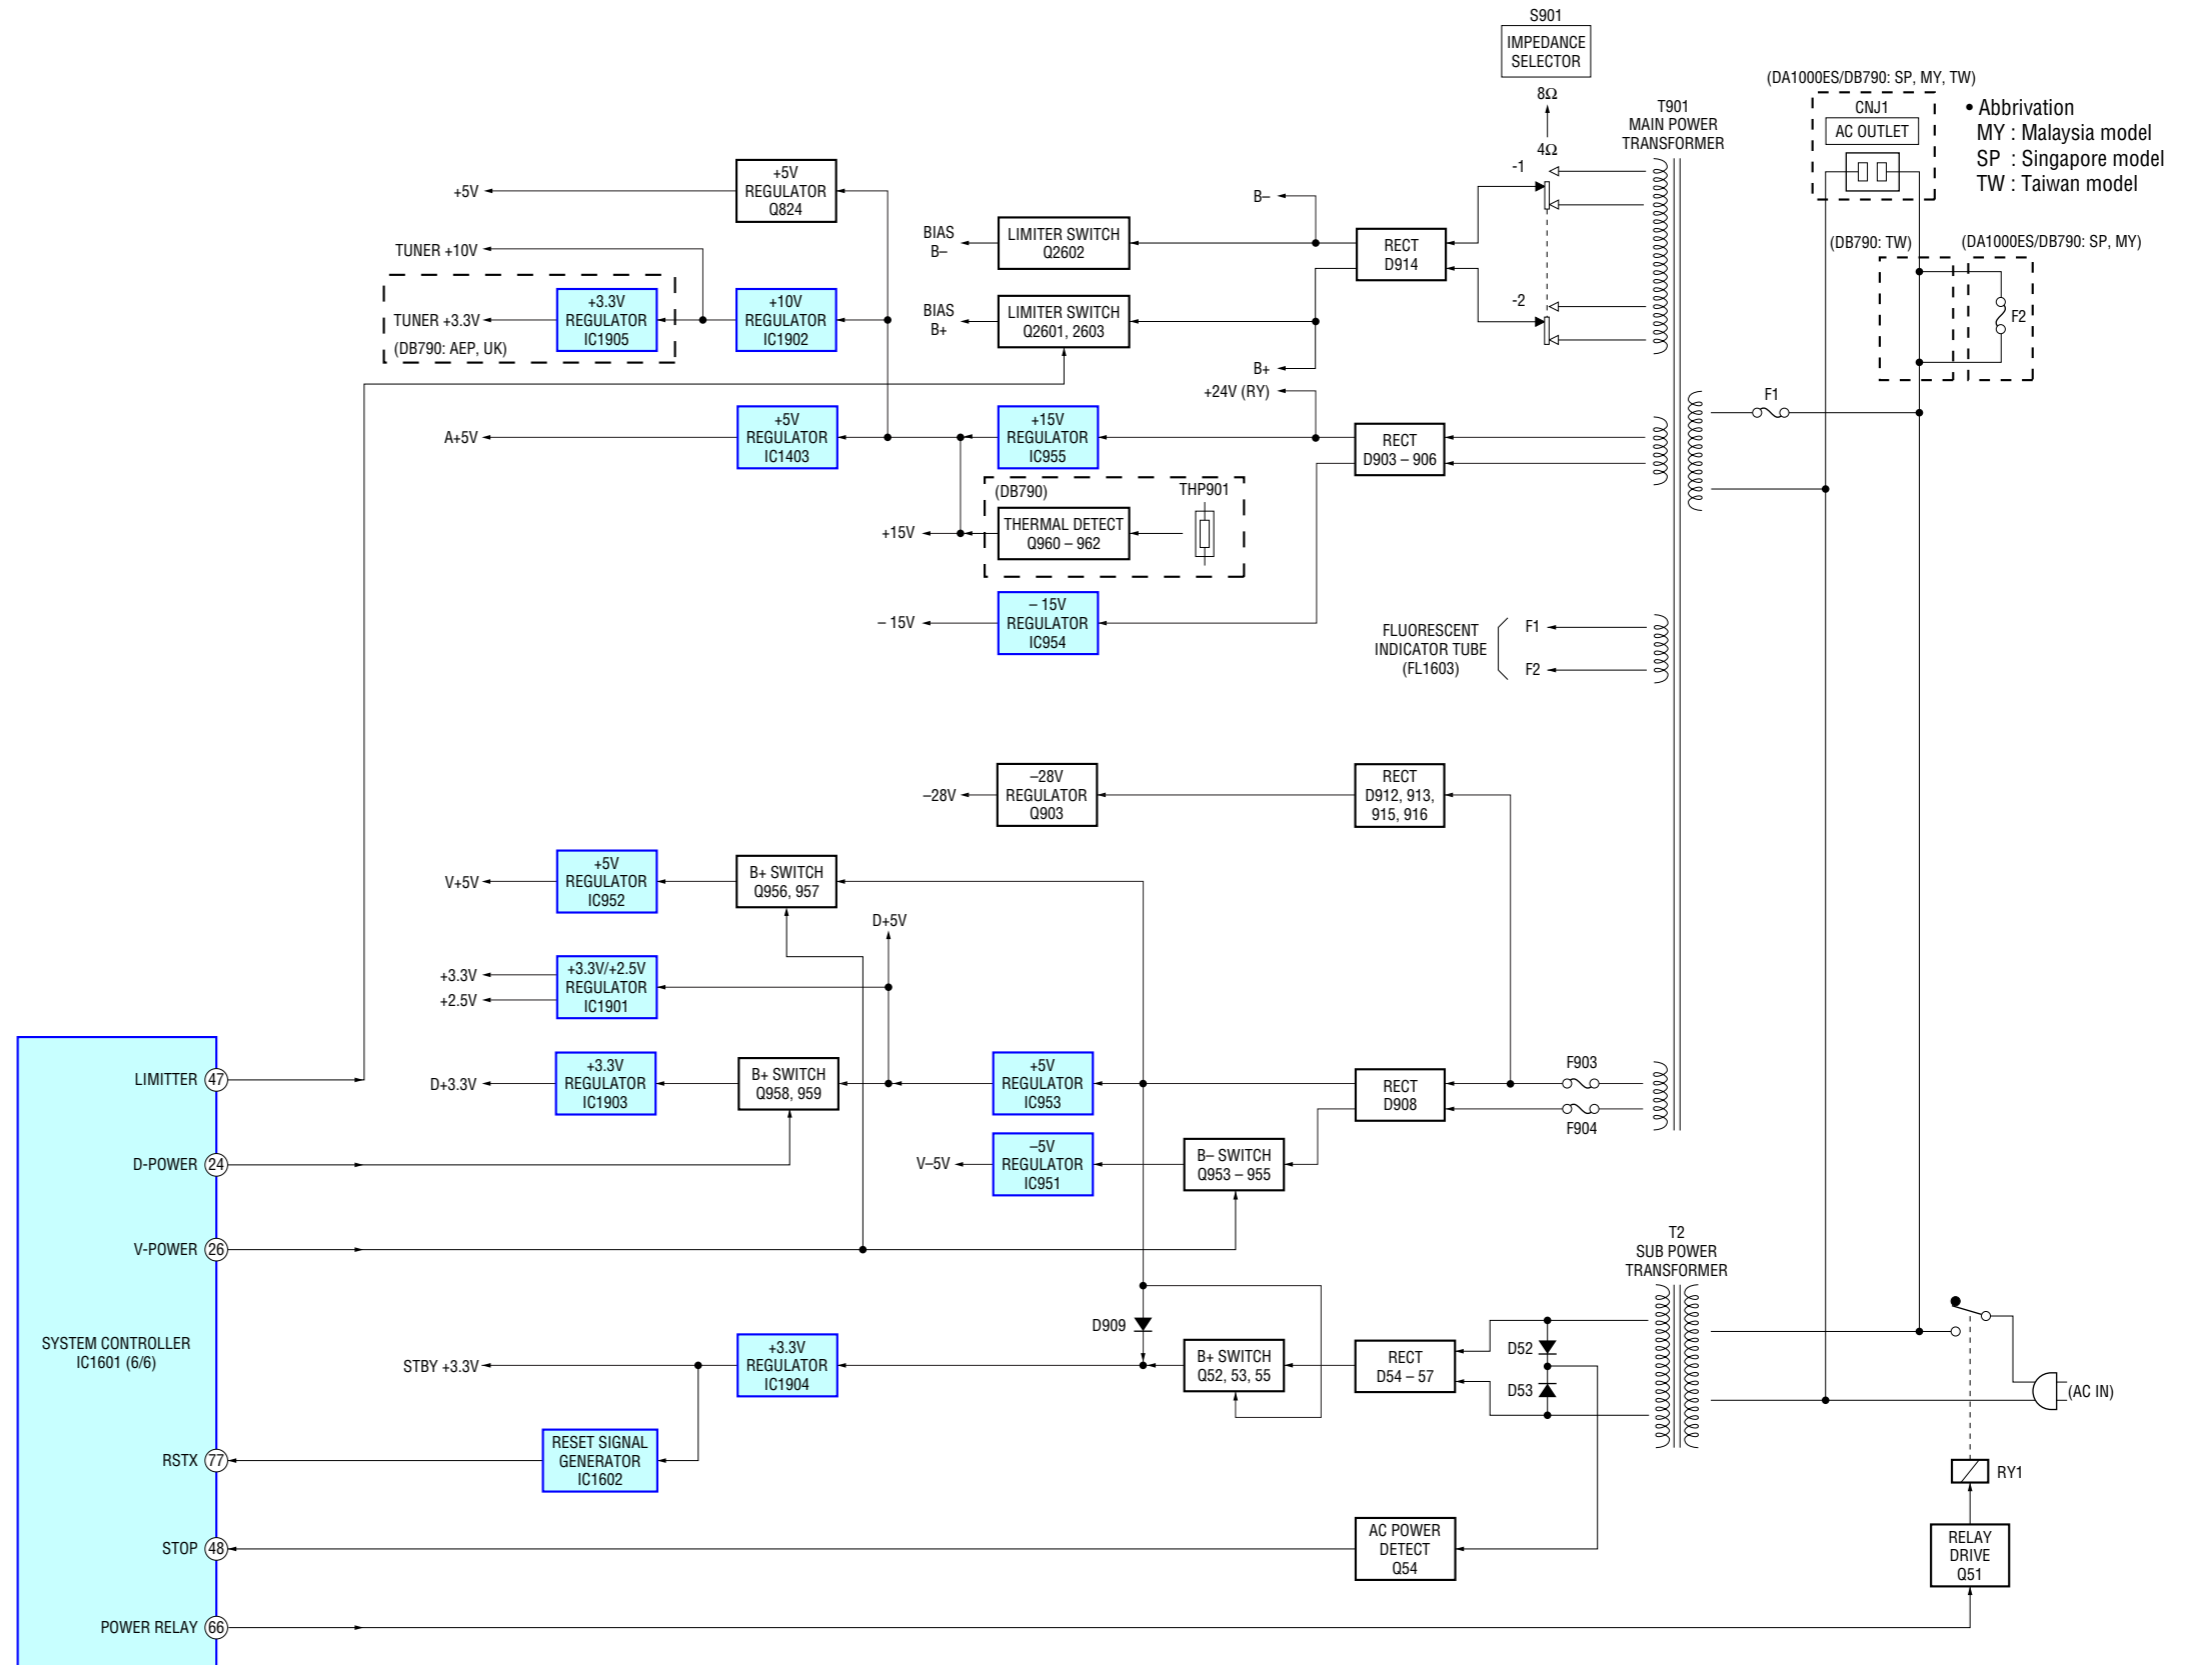 S901
IMPEDANCE
SELECTOR
8Ω
4Ω
-1
-2
T901
MAIN POWER
TRANSFORMER
(DA1000ES/DB790: SP, MY, TW)
CNJ1
AC OUTLET
• Abbrivation
MY : Malaysia model
SP : Singapore model
TW : Taiwan model
(DB790: TW)
(DA1000ES/DB790: SP, MY)
F2
F1
+5V
+5V
REGULATOR
Q824
TUNER +10V
TUNER +3.3V
(DB790: AEP, UK)
+3.3V
REGULATOR
IC1905
+10V
REGULATOR
IC1902
BIAS
B–
LIMITER SWITCH
Q2602
B–
RECT
D914
BIAS
B+
LIMITER SWITCH
Q2601, 2603
B+
+24V (RY)
A+5V
+5V
REGULATOR
IC1403
+15V
REGULATOR
IC955
RECT
D903 – 906
(DB790)
THP901
+15V
THERMAL DETECT
Q960 – 962
– 15V
– 15V
REGULATOR
IC954
FLUORESCENT
INDICATOR TUBE
(FL1603)
F1
F2
–28V
–28V
REGULATOR
Q903
RECT
D912, 913,
915, 916
V+5V
+5V
REGULATOR
IC952
B+ SWITCH
Q956, 957
D+5V
+3.3V
+2.5V
+3.3V/+2.5V
REGULATOR
IC1901
D+3.3V
+3.3V
REGULATOR
IC1903
B+ SWITCH
Q958, 959
+5V
REGULATOR
IC953
RECT
D908
F903
F904
V–5V
–5V
REGULATOR
IC951
B– SWITCH
Q953 – 955
LIMITTER 47
D-POWER 24
V-POWER 26
SYSTEM CONTROLLER
IC1601 (6/6)
RSTX 77
STOP 48
POWER RELAY 66
T2
SUB POWER
TRANSFORMER
D909
STBY +3.3V
+3.3V
REGULATOR
IC1904
B+ SWITCH
Q52, 53, 55
RECT
D54 – 57
D52
D53
(AC IN)
RESET SIGNAL
GENERATOR
IC1602
RY1
AC POWER
DETECT
Q54
RELAY
DRIVE
Q51